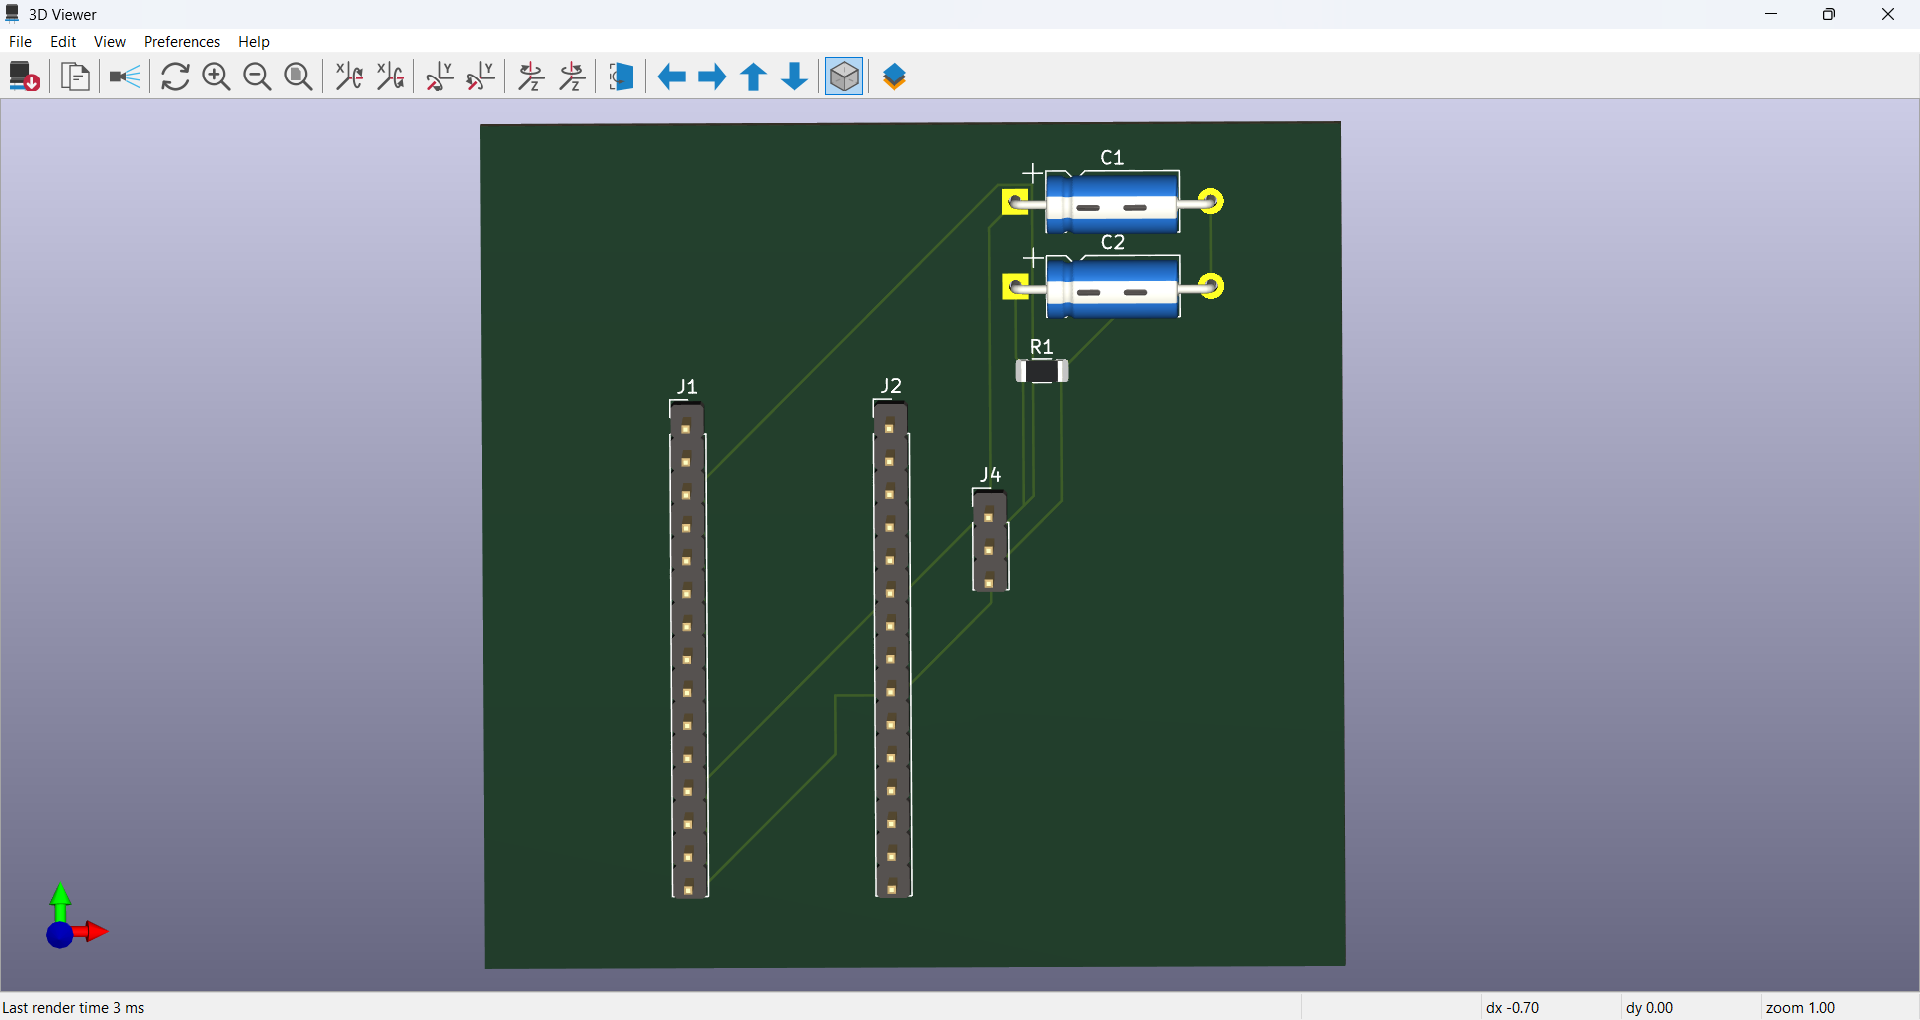 3D Viewer
File Edit View Preferences Help
C1
C2
R1
J1
J2
J4
Last render time 3 ms
dx -0.70
dy 0.00
zoom 1.00